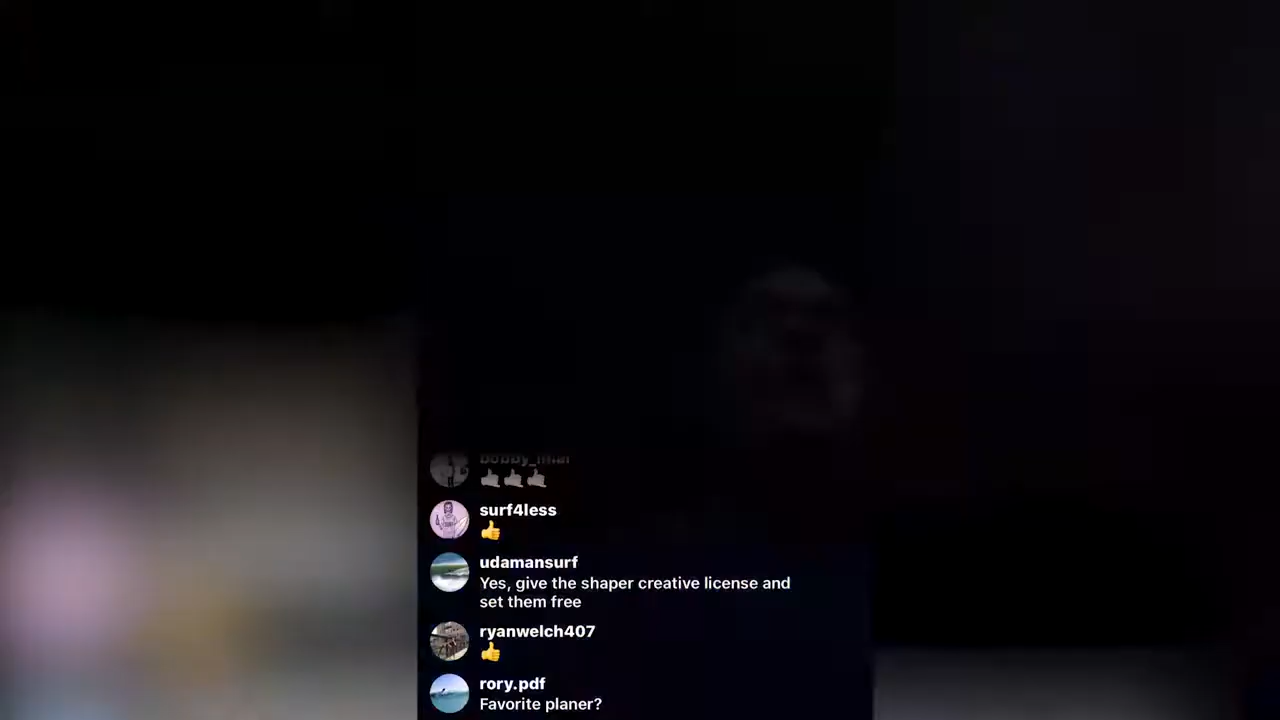 👍👍👍
surf4less
👍
udamansurf
Yes, give the shaper creative license and
set them free
ryanwelch407
👍
rory.pdf
Favorite planer?